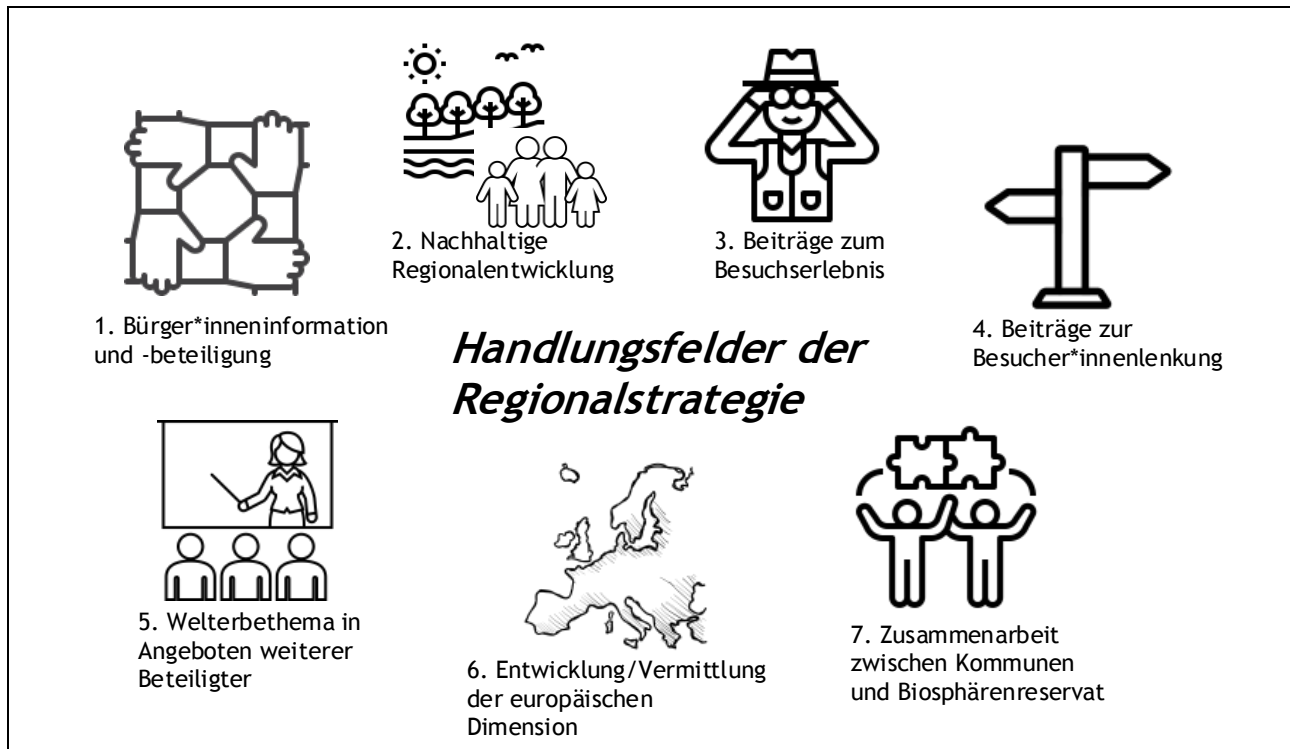 1. Bürger*inneninformation
und -beteiligung
2. Nachhaltige
Regionalentwicklung
3. Beiträge zum
Besuchserlebnis
4. Beiträge zur
Besucher*innenlenkung
Handlungsfelder der
Regionalstrategie
5. Welterbethema in
Angeboten weiterer
Beteiligter
6. Entwicklung/Vermittlung
der europäischen
Dimension
7. Zusammenarbeit
zwischen Kommunen
und Biosphärenreservat